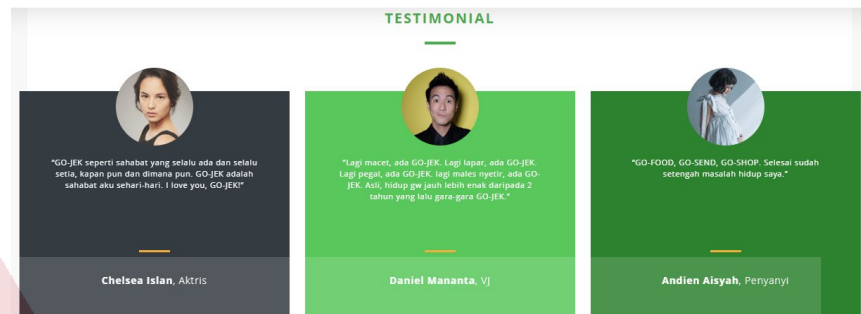 TESTIMONIAL
"GO-JEK seperti sahabat yang selalu ada dan selalu
setia, kapan pun dan dimana pun. GO-JEK adalah
sahabat aku sehari-hari. I love you, GO-JEK!"
Chelsea Islan, Aktris
"Lagi macet, ada GO-JEK. Lagi lapar, ada GO-JEK.
Lagi pegal, ada GO-JEK. lagi males nyetir, ada GO-
JEK. Asli, hidup gw jauh lebih enak daripada 2
tahun yang lalu gara-gara GO-JEK."
Daniel Mananta, VJ
"GO-FOOD, GO-SEND, GO-SHOP. Selesai sudah
setengah masalah hidup saya."
Andien Aisyah, Penyanyi